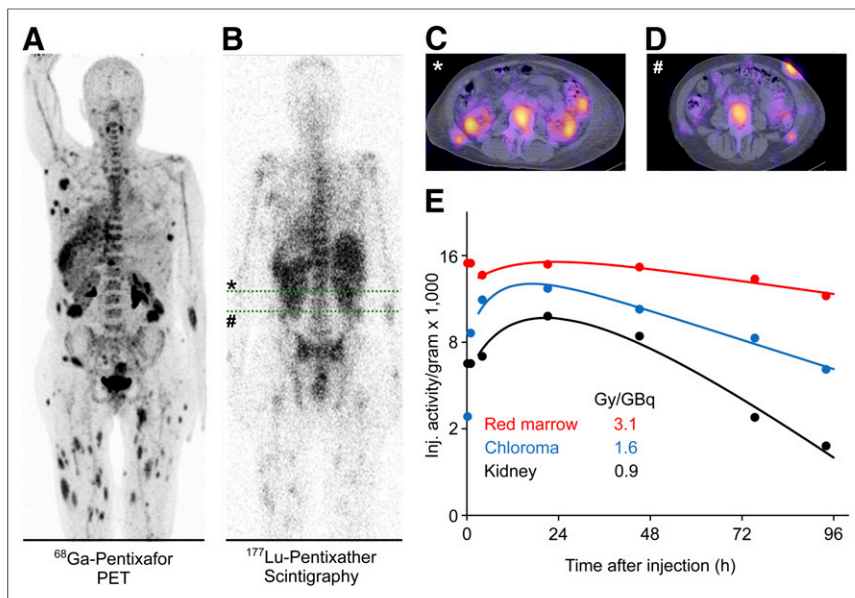 A
B
C
D
*
#
*
#
E
16
8
2
0
Inj. activity/gram x 1,000
Gy/GBq
Red marrow 3.1
Chloroma 1.6
Kidney 0.9
0 24 48 72 96
Time after injection (h)
⁶⁸Ga-Pentixafor
PET
¹⁷⁷Lu-Pentixather
Scintigraphy